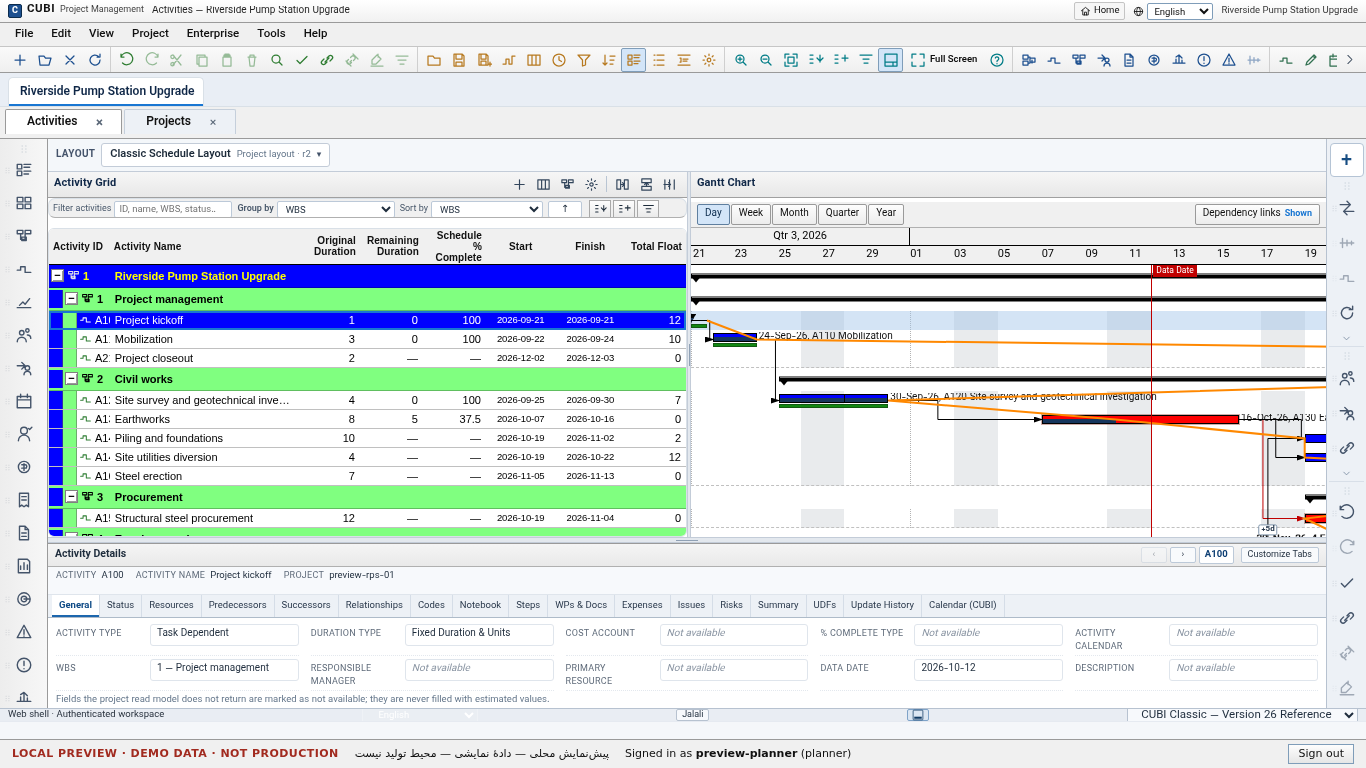 CUBI Project Management Activities — Riverside Pump Station Upgrade Home English Riverside Pump Station Upgrade
File Edit View Project Enterprise Tools Help
Full Screen
Riverside Pump Station Upgrade
Activities × Projects ×
LAYOUT Classic Schedule Layout Project layout · r2
Activity Grid
Gantt Chart
Filter activities ID, name, WBS, status.. Group by WBS Sort by WBS
Day Week Month Quarter Year Dependency links Shown
Activity ID Activity Name Original Duration Remaining Duration Schedule % Complete Start Finish Total Float
Qtr 3, 2026
21 23 25 27 29 01 03 05 07 09 11 13 15 17 19
Data Date
1 Riverside Pump Station Upgrade
1 Project management
Project kickoff 1 0 100 2026-09-21 2026-09-21 12
Mobilization 3 0 100 2026-09-22 2026-09-24 10
24-Sep-26, A110 Mobilization
Project closeout 2 — — 2026-12-02 2026-12-03 0
2 Civil works
Site survey and geotechnical inve… 4 0 100 2026-09-25 2026-09-30 7
30-Sep-26, A120 Site survey and geotechnical investigation
Earthworks 8 5 37.5 2026-10-07 2026-10-16 0
16-Oct-26, A130
Piling and foundations 10 — — 2026-10-19 2026-11-02 2
Site utilities diversion 4 — — 2026-10-19 2026-10-22 12
Steel erection 7 — — 2026-11-05 2026-11-13 0
3 Procurement
Structural steel procurement 12 — — 2026-10-19 2026-11-04 0
+5d
Activity Details
‹ › A100 Customize Tabs
ACTIVITY A100 ACTIVITY NAME Project kickoff PROJECT preview-rps-01
General Status Resources Predecessors Successors Relationships Codes Notebook Steps WPs & Docs Expenses Issues Risks Summary UDFs Update History Calendar (CUBI)
ACTIVITY TYPE Task Dependent DURATION TYPE Fixed Duration & Units COST ACCOUNT Not available % COMPLETE TYPE Not available ACTIVITY CALENDAR Not available
WBS 1 — Project management RESPONSIBLE MANAGER Not available PRIMARY RESOURCE Not available DATA DATE 2026-10-12 DESCRIPTION Not available
Fields the project read model does not return are marked as not available; they are never filled with estimated values.
Web shell · Authenticated workspace English Jalali CUBI Classic — Version 26 Reference
LOCAL PREVIEW · DEMO DATA · NOT PRODUCTION پیش‌نمایش محلی — دادهٔ نمایشی — محیط تولید نیست Signed in as preview-planner (planner) Sign out